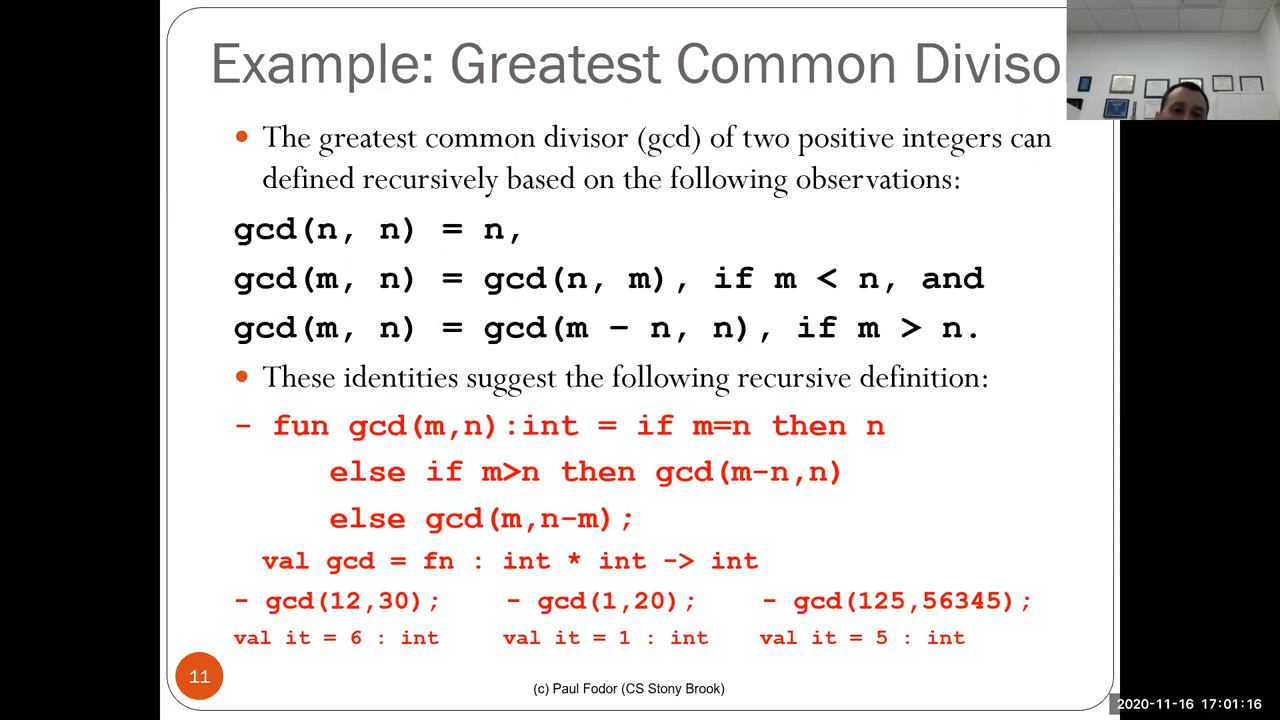 Example: Greatest Common Diviso
• The greatest common divisor (gcd) of two positive integers can
defined recursively based on the following observations:
gcd(n, n) = n,
gcd(m, n) = gcd(n, m), if m < n, and
gcd(m, n) = gcd(m – n, n), if m > n.
• These identities suggest the following recursive definition:
- fun gcd(m,n):int = if m=n then n
else if m>n then gcd(m-n,n)
else gcd(m,n-m);
val gcd = fn : int * int -> int
- gcd(12,30); - gcd(1,20); - gcd(125,56345);
val it = 6 : int val it = 1 : int val it = 5 : int
11
(c) Paul Fodor (CS Stony Brook)
2020-11-16 17:01:16